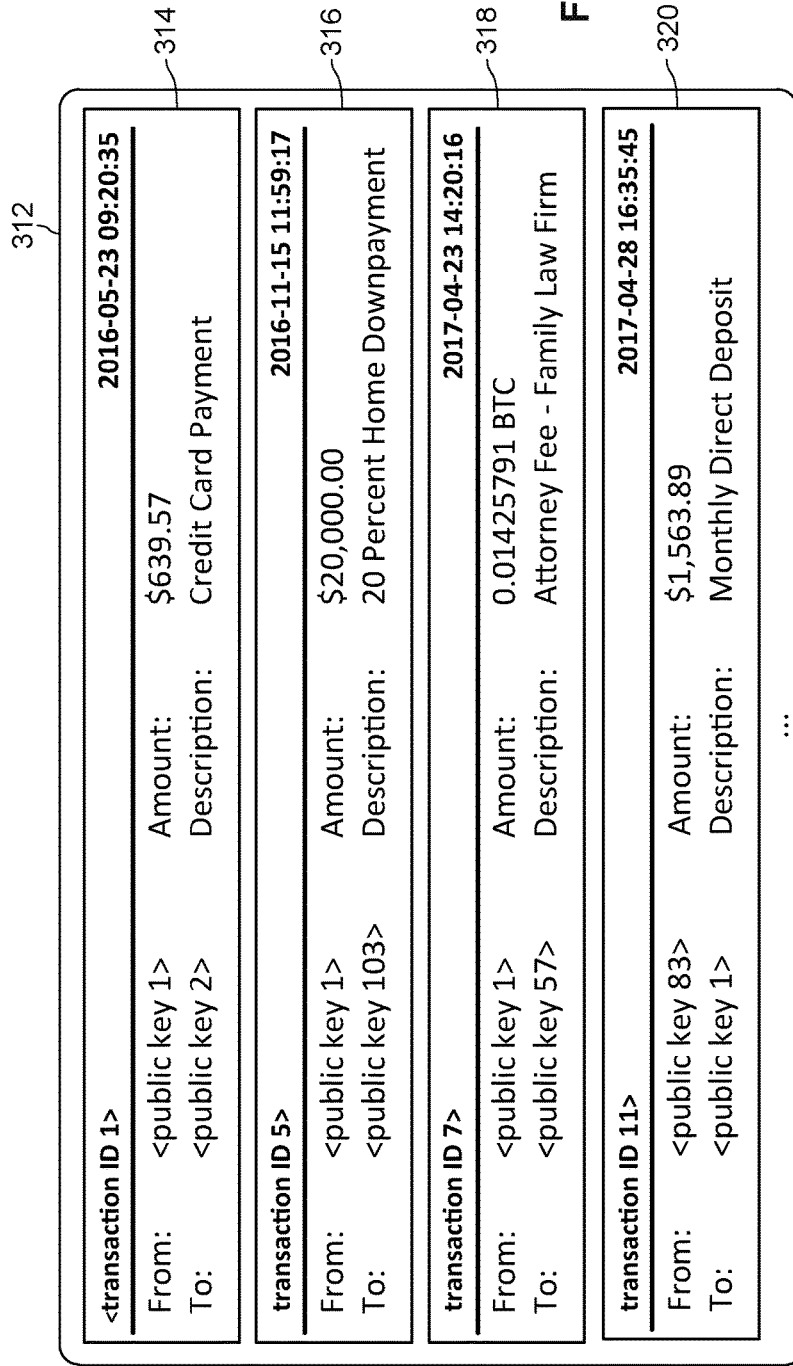 312
<transaction ID 1> 2016-05-23 09:20:35
From: <public key 1> Amount: $639.57
To: <public key 2> Description: Credit Card Payment
314
transaction ID 5> 2016-11-15 11:59:17
From: <public key 1> Amount: $20,000.00
To: <public key 103> Description: 20 Percent Home Downpayment
316
transaction ID 7> 2017-04-23 14:20:16
From: <public key 1> Amount: 0.01425791 BTC
To: <public key 57> Description: Attorney Fee - Family Law Firm
318
transaction ID 11> 2017-04-28 16:35:45
From: <public key 83> Amount: $1,563.89
To: <public key 1> Description: Monthly Direct Deposit
320
...
F